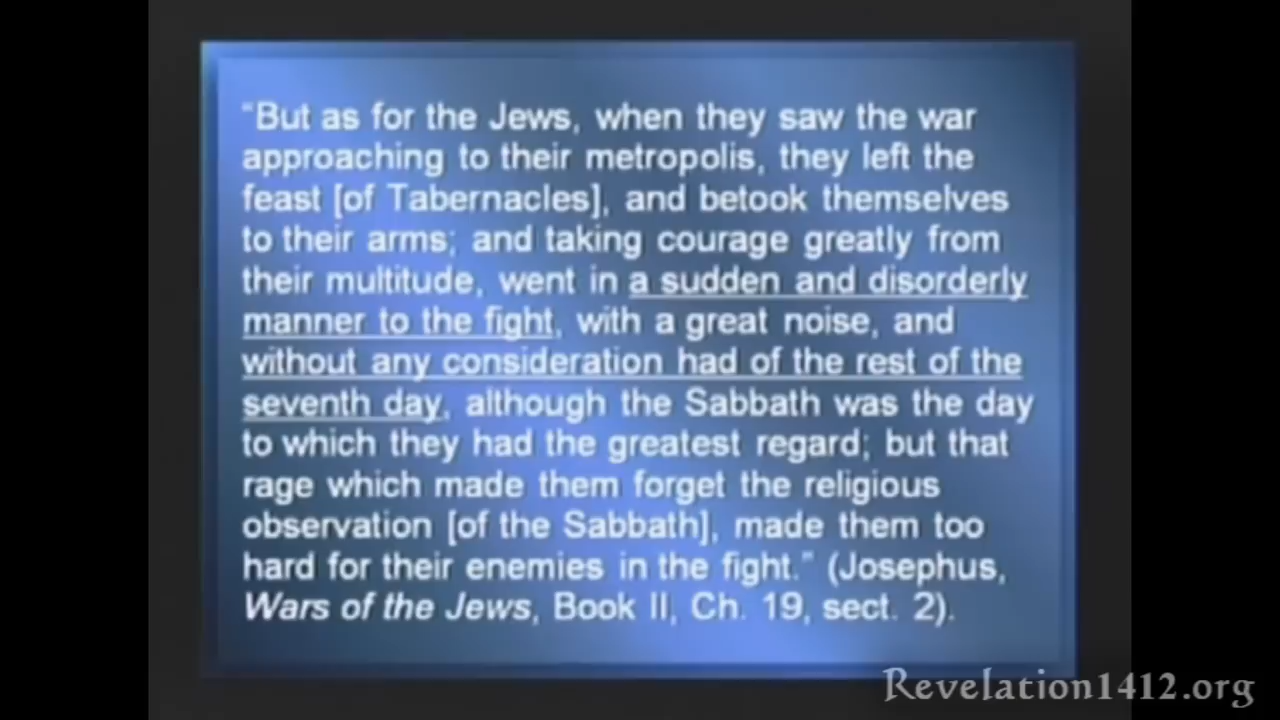 "But as for the Jews, when they saw the war
approaching to their metropolis, they left the
feast [of Tabernacles], and betook themselves
to their arms; and taking courage greatly from
their multitude, went in a sudden and disorderly
manner to the fight, with a great noise, and
without any consideration had of the rest of the
seventh day, although the Sabbath was the day
to which they had the greatest regard; but that
rage which made them forget the religious
observation [of the Sabbath], made them too
hard for their enemies in the fight." (Josephus,
Wars of the Jews, Book II, Ch. 19, sect. 2).
Revelation1412.org